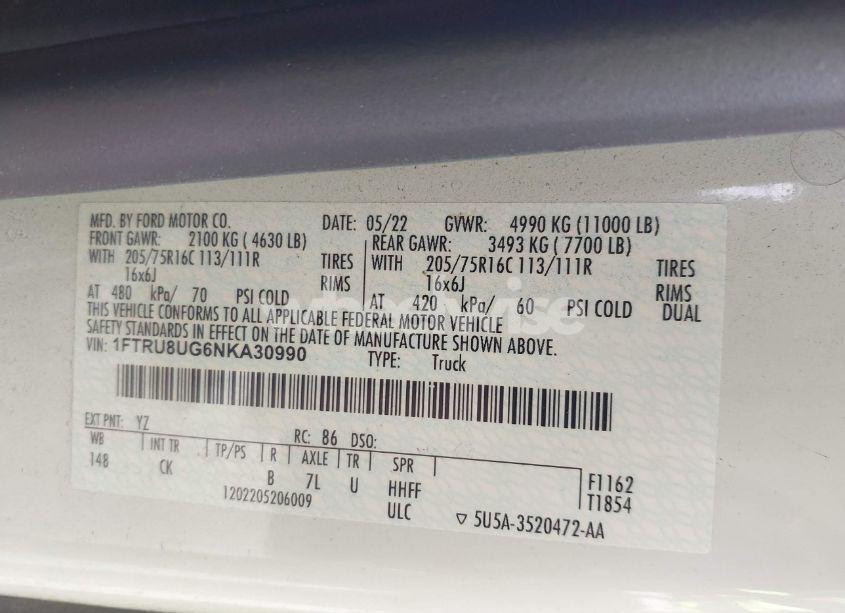 MFD. BY FORD MOTOR CO. DATE: 05/22 GVWR: 4990 KG (11000 LB)
FRONT GAWR: 2100 KG ( 4630 LB) REAR GAWR: 3493 KG ( 7700 LB)
WITH 205/75R16C 113/111R TIRES WITH 205/75R16C 113/111R TIRES
16x6J RIMS 16x6J RIMS
AT 480 kPa/ 70 PSI COLD AT 420 kPa/ 60 PSI COLD DUAL
THIS VEHICLE CONFORMS TO ALL APPLICABLE FEDERAL MOTOR VEHICLE
SAFETY STANDARDS IN EFFECT ON THE DATE OF MANUFACTURE SHOWN ABOVE.
VIN: 1FTRU8UG6NKA30990 TYPE: Truck
EXT PNT: YZ RC: 86 DSO:
WB INT TR TP/PS R AXLE TR SPR
148 CK B 7L U HHFF F1162
1202205206009 ULC T1854
5U5A-3520472-AA